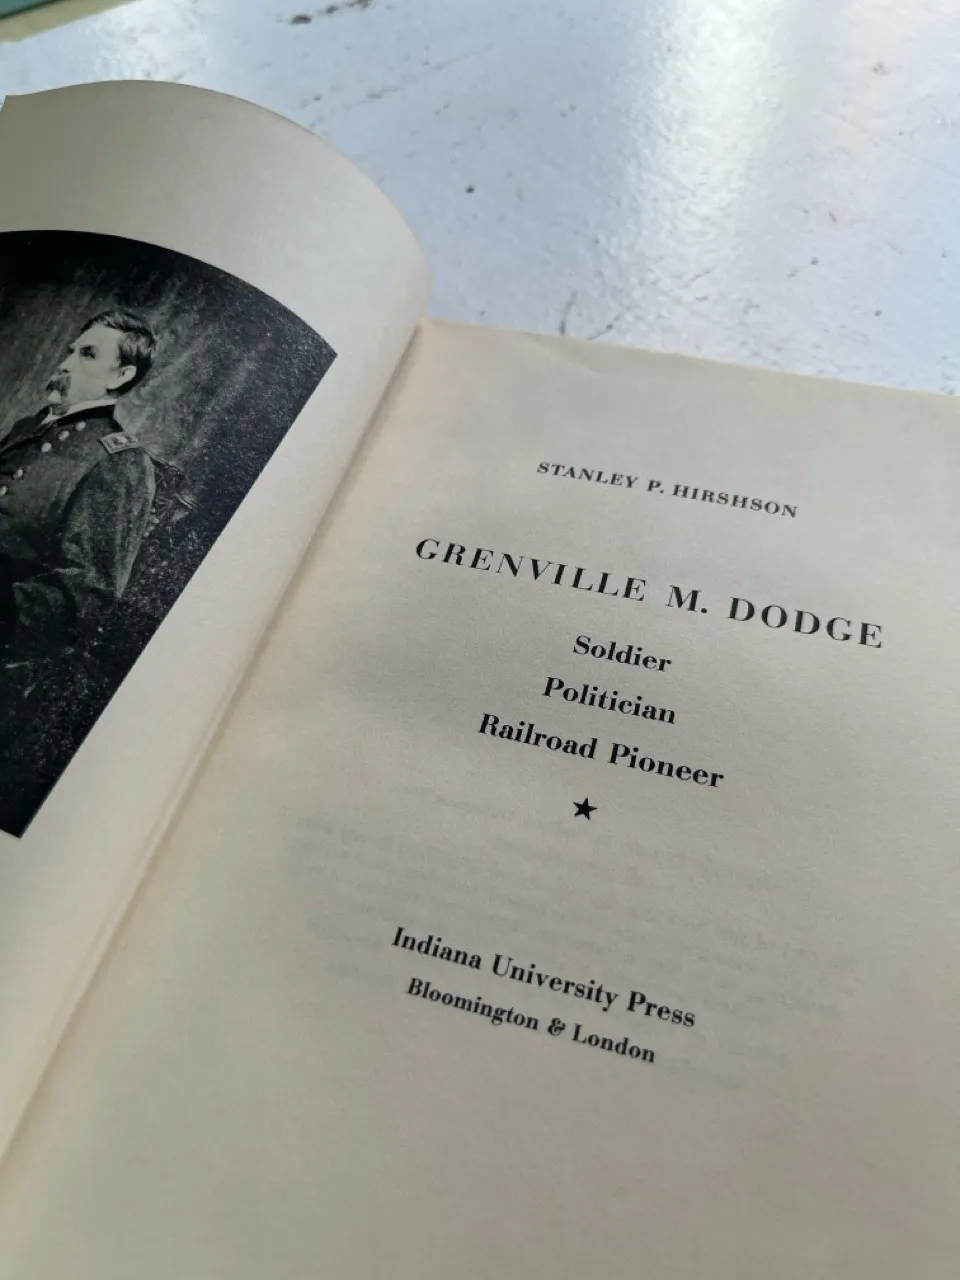 STANLEY P. HIRSHSON
GRENVILLE M. DODGE
Soldier
Politician
Railroad Pioneer
★
Indiana University Press
Bloomington & London